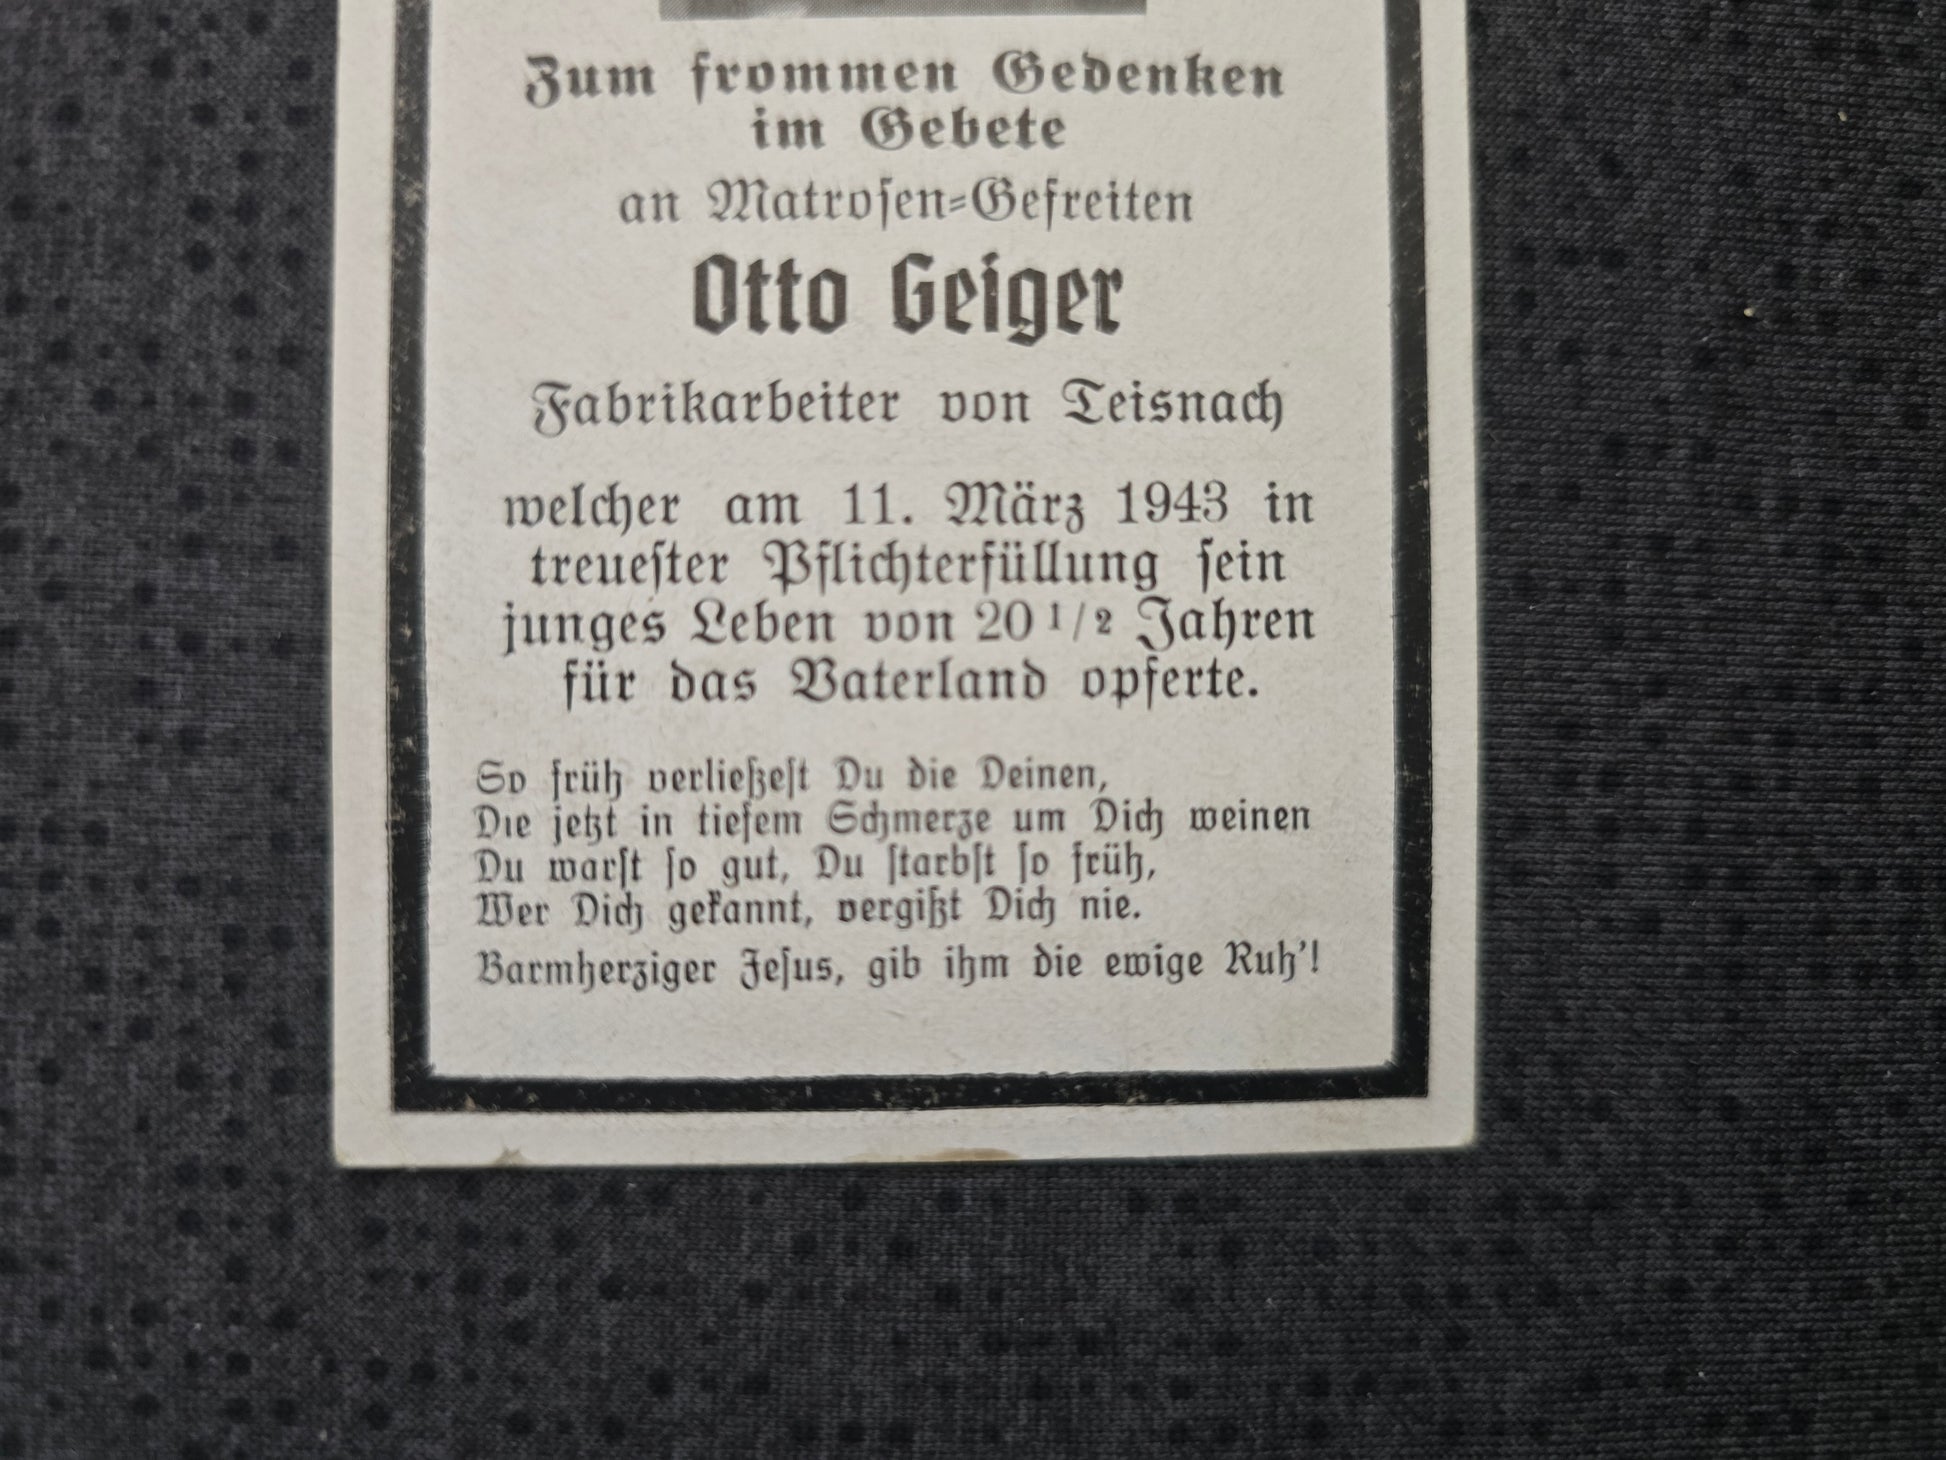 Zum frommen Gedenken
im Gebete
an Matrosen-Gefreiten
Otto Geiger
Fabrikarbeiter von Teisnach
welcher am 11. März 1943 in
treuester Pflichterfüllung sein
junges Leben von 20 1/2 Jahren
für das Vaterland opferte.
So früh verließest Du die Deinen,
Die jetzt in tiefem Schmerze um Dich weinen
Du warst so gut, Du starbst so früh,
Wer Dich gekannt, vergißt Dich nie.
Barmherziger Jesus, gib ihm die ewige Ruh'!